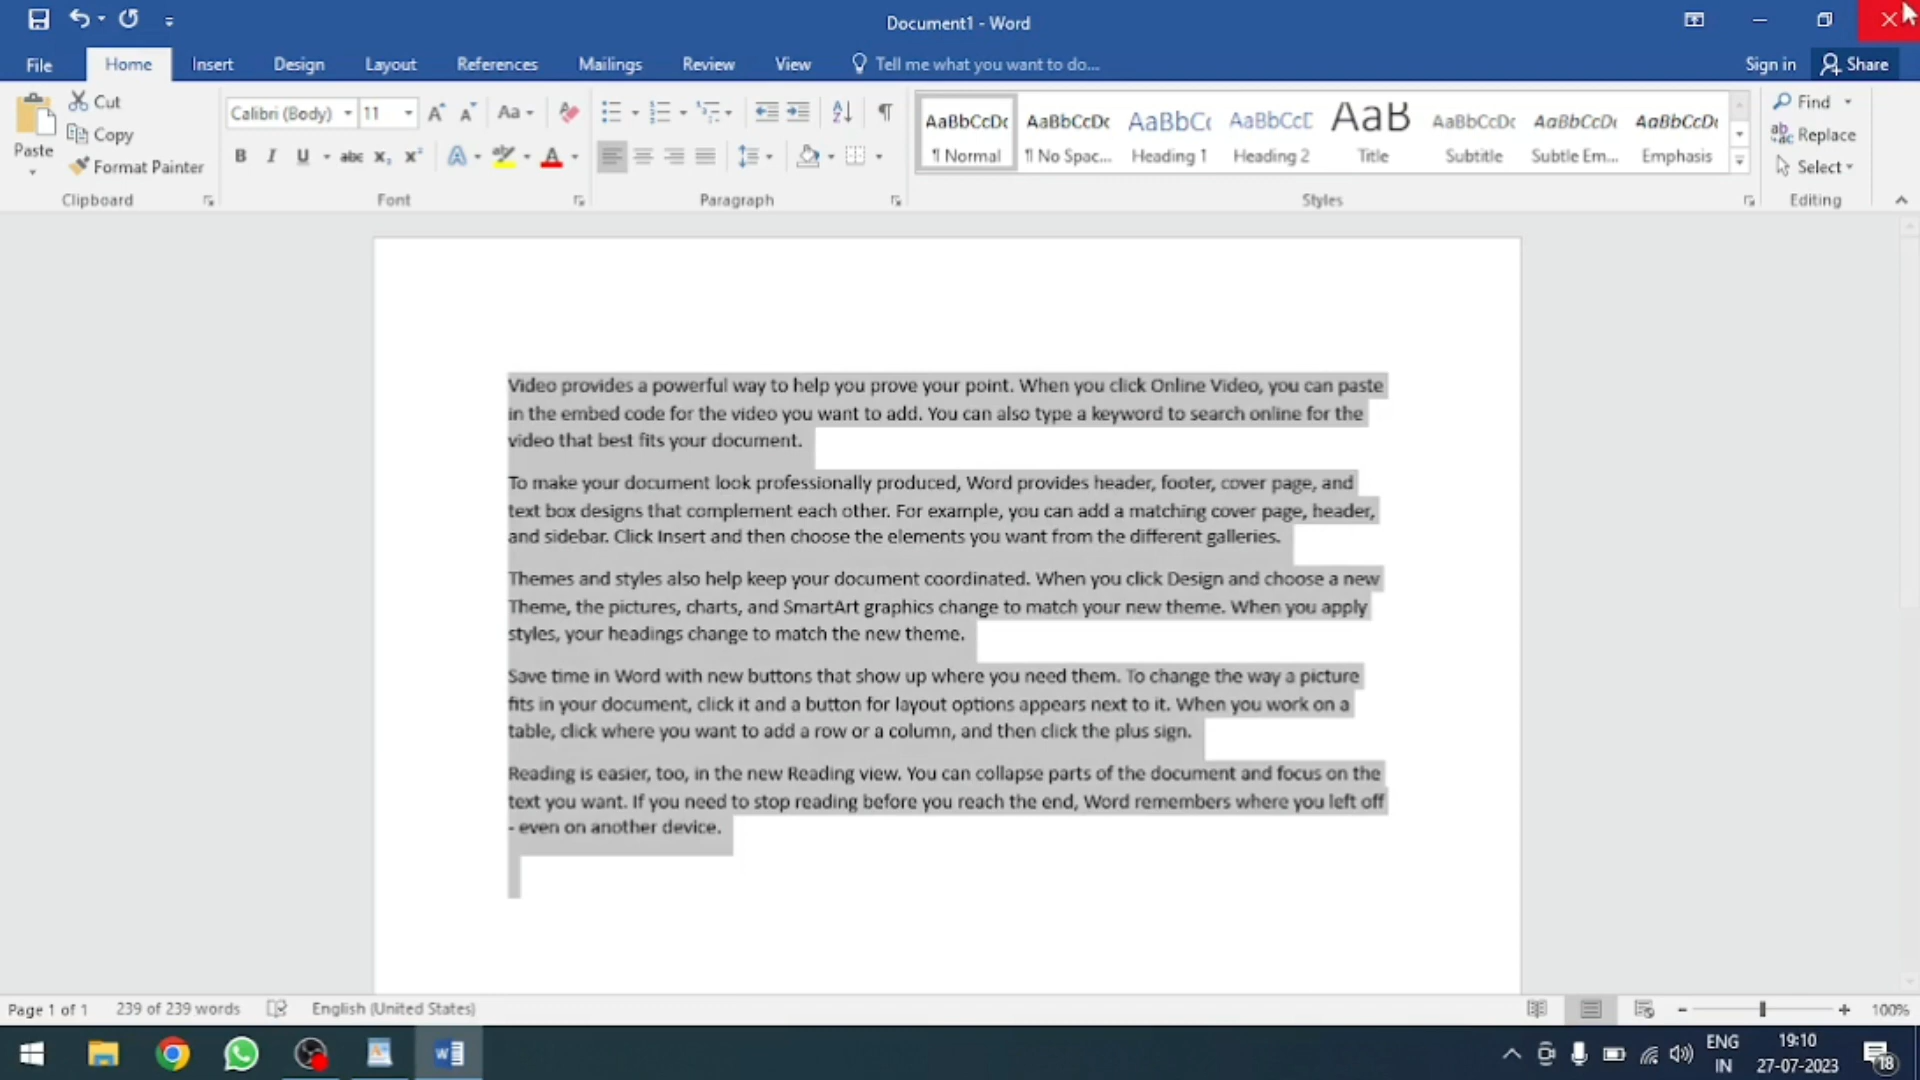 Document1 - Word
File Home Insert Design Layout References Mailings Review View Tell me what you want to do... Sign in Share
Paste
Cut
Copy
Format Painter
Clipboard
Calibri (Body) 11 Aa
B I U abc x₂ x² A ab A
Font
A Z ¶
Paragraph
AaBbCcDc AaBbCcDc AaBbCc AaBbCcD AaB AaBbCcDc AaBbCcDc AaBbCcDc
¶ Normal ¶ No Spac... Heading 1 Heading 2 Title Subtitle Subtle Em... Emphasis
Styles
Find
Replace
Select
Editing
Video provides a powerful way to help you prove your point. When you click Online Video, you can paste
in the embed code for the video you want to add. You can also type a keyword to search online for the
video that best fits your document.
To make your document look professionally produced, Word provides header, footer, cover page, and
text box designs that complement each other. For example, you can add a matching cover page, header,
and sidebar. Click Insert and then choose the elements you want from the different galleries.
Themes and styles also help keep your document coordinated. When you click Design and choose a new
Theme, the pictures, charts, and SmartArt graphics change to match your new theme. When you apply
styles, your headings change to match the new theme.
Save time in Word with new buttons that show up where you need them. To change the way a picture
fits in your document, click it and a button for layout options appears next to it. When you work on a
table, click where you want to add a row or a column, and then click the plus sign.
Reading is easier, too, in the new Reading view. You can collapse parts of the document and focus on the
text you want. If you need to stop reading before you reach the end, Word remembers where you left off
- even on another device.
Page 1 of 1 239 of 239 words English (United States) 100%
ENG
IN
19:10
27-07-2023
18